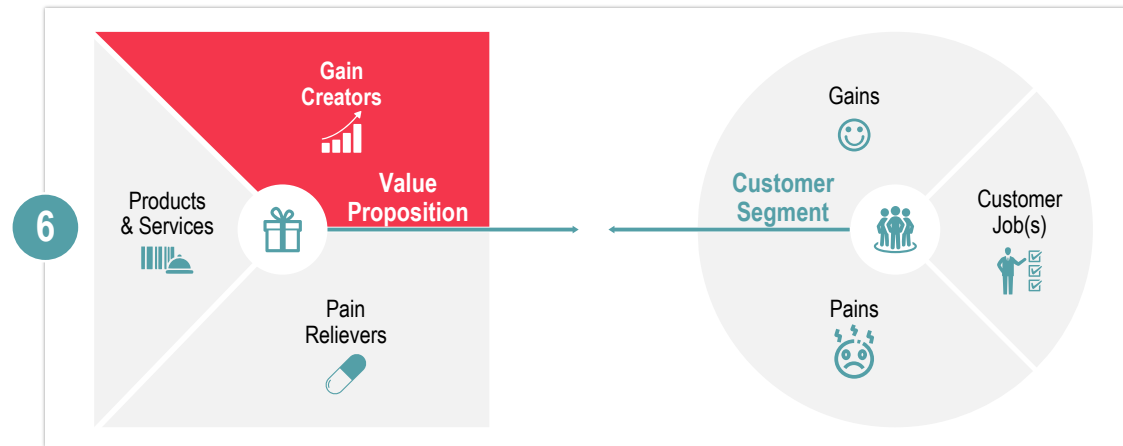 6
Products
& Services
Gain
Creators
Value
Proposition
Pain
Relievers
Gains
Customer
Segment
Customer
Job(s)
Pains